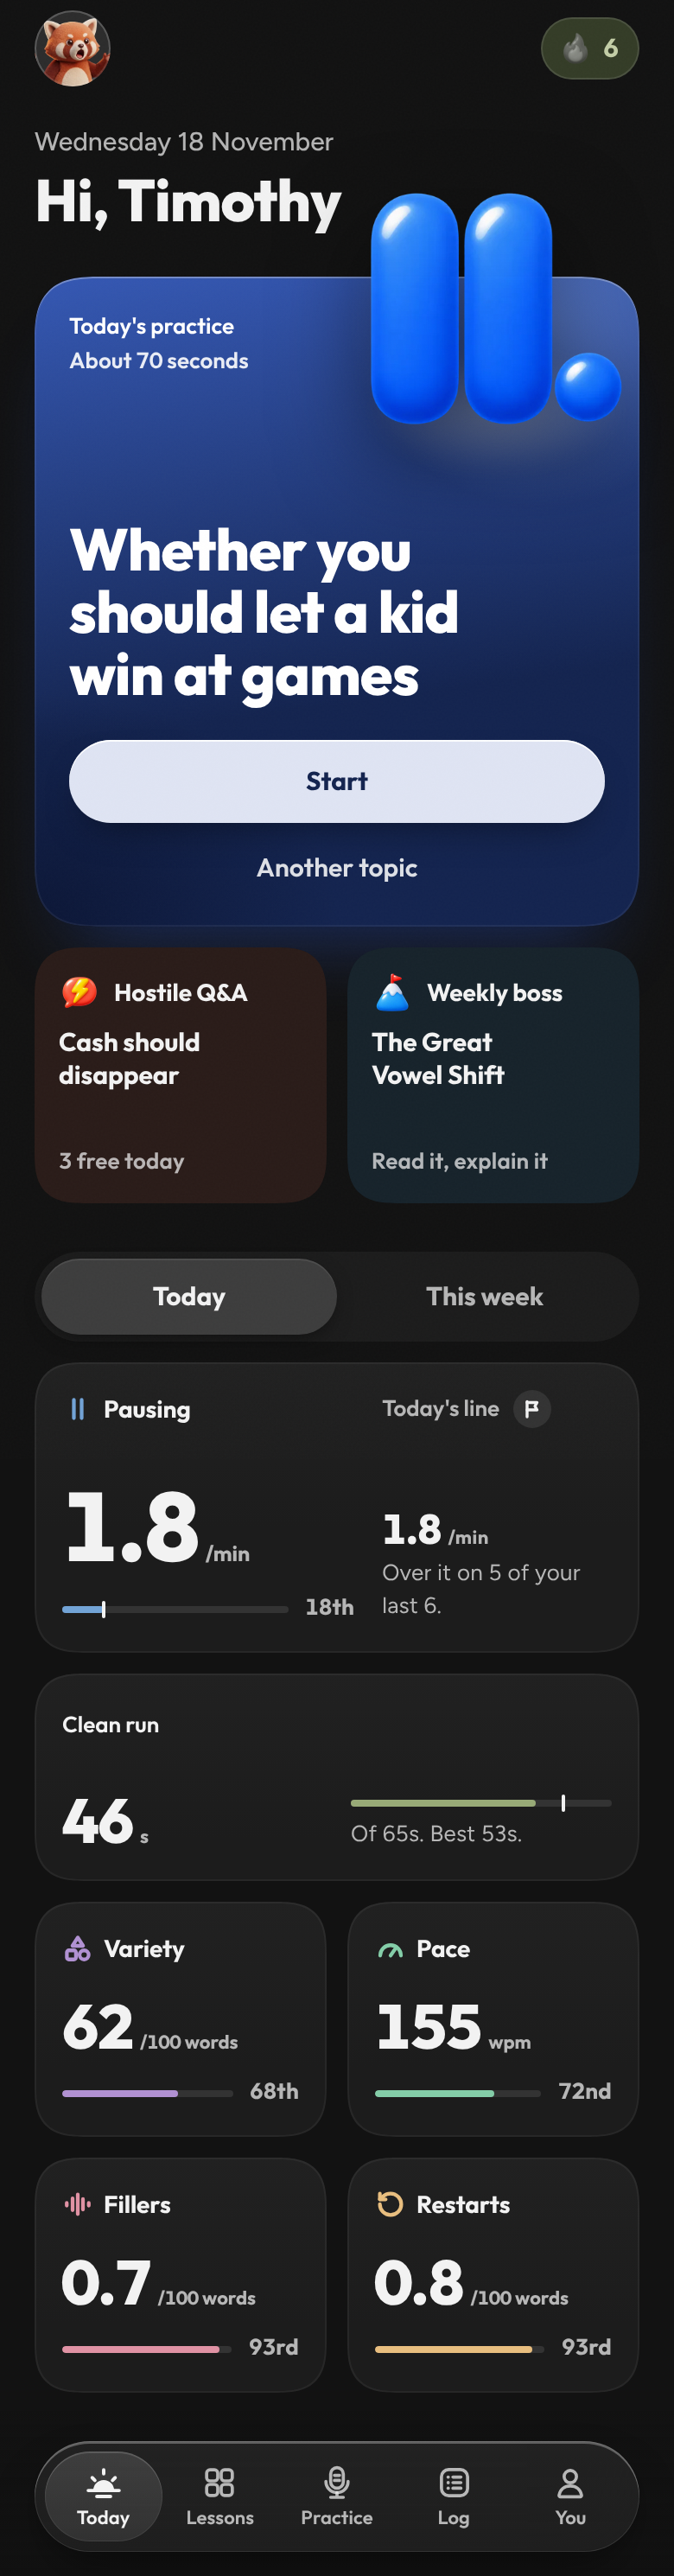 6
Wednesday 18 November
Hi, Timothy
Today's practice
About 70 seconds
Whether you
should let a kid
win at games
Start
Another topic
Hostile Q&A
Cash should
disappear
3 free today
Weekly boss
The Great
Vowel Shift
Read it, explain it
Today
This week
Pausing
1.8 /min
18th
Today's line
1.8 /min
Over it on 5 of your
last 6.
Clean run
46 s
Of 65s. Best 53s.
Variety
62 /100 words
68th
Pace
155 wpm
72nd
Fillers
0.7 /100 words
93rd
Restarts
0.8 /100 words
93rd
Today
Lessons
Practice
Log
You